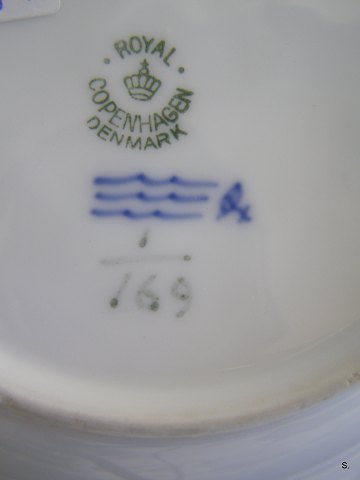 ROYAL
COPENHAGEN
DENMARK
1
169
S.